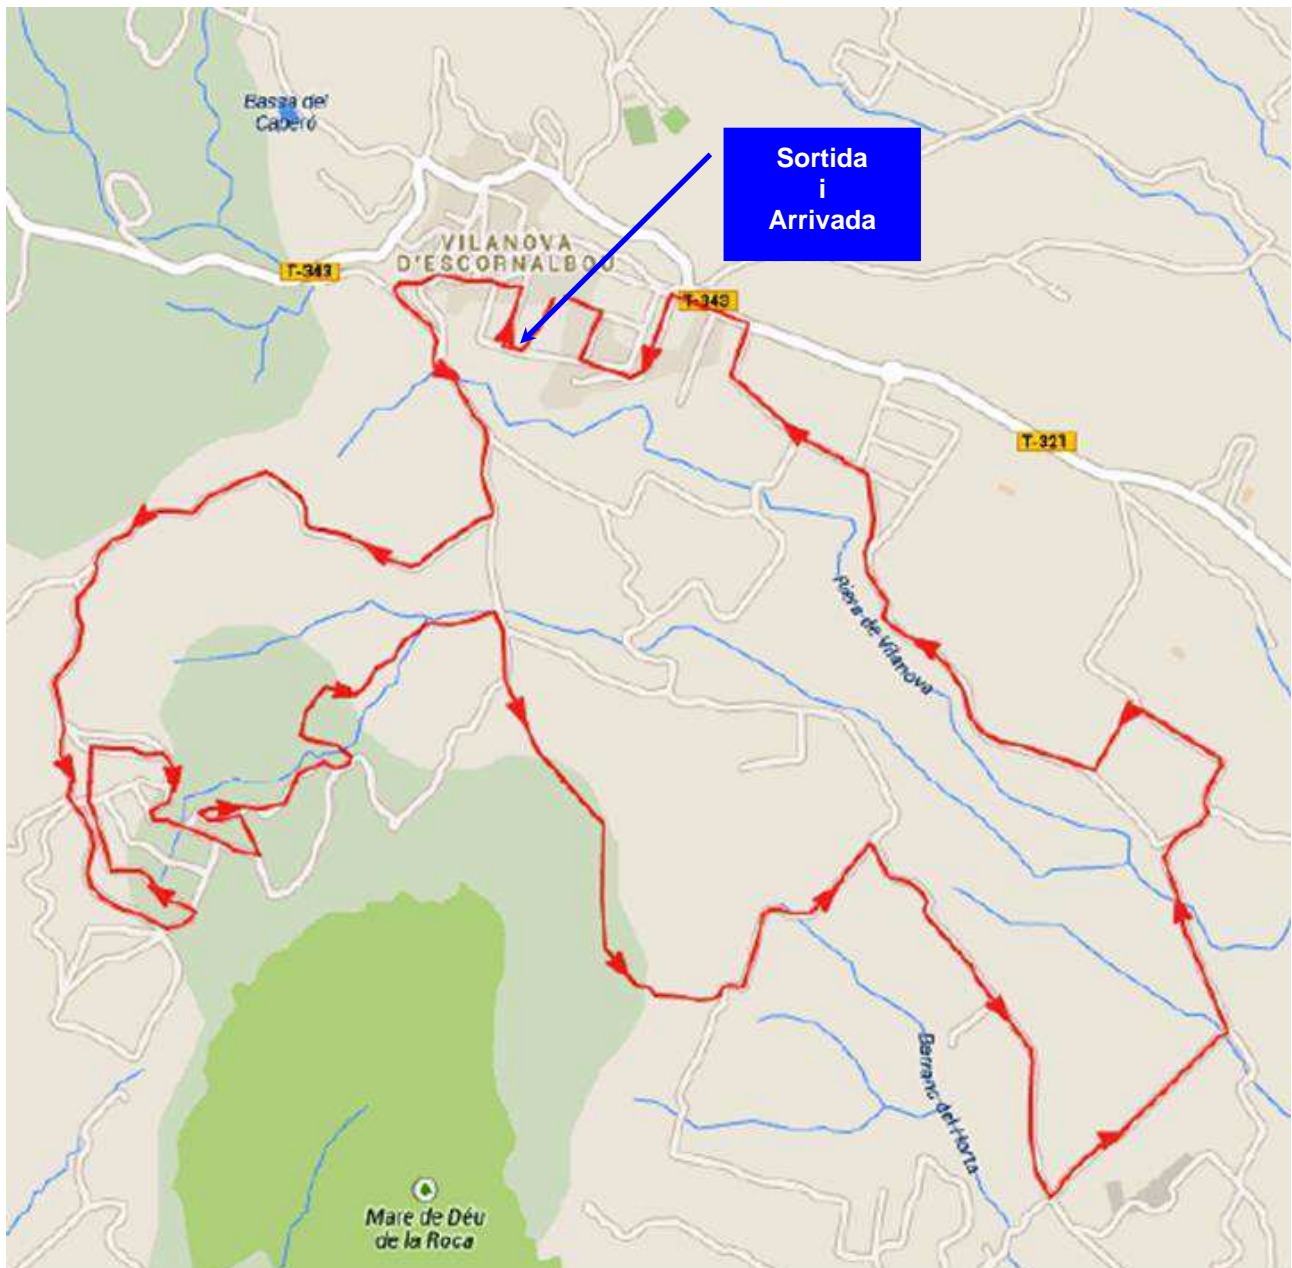 Bassa del
Caperó
Sortida
i
Arrivada
VILANOVA
D'ESCORNALBOU
T-343
T-343
T-321
Riera de Vilanova
Barranc del Horta
Mare de Déu
de la Roca